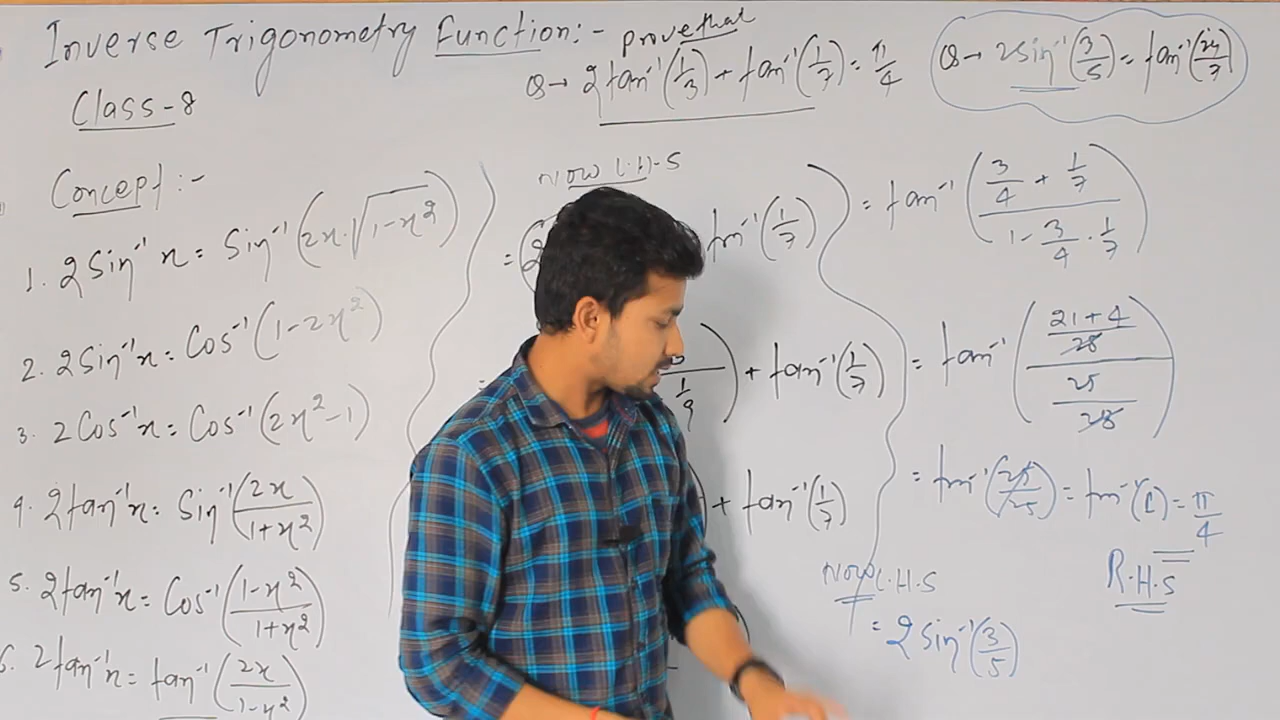 Inverse Trigonometry Function:-
Class-8
Prove that
Q→ 2tan⁻¹(1/3) + tan⁻¹(1/7) = π/4
Q→ 2sin⁻¹(3/5) = tan⁻¹(24/7)
Concept :-
1. 2Sin⁻¹x = Sin⁻¹(2x·√(1-x²))
2. 2Sin⁻¹x = Cos⁻¹(1-2x²)
3. 2Cos⁻¹x = Cos⁻¹(2x²-1)
4. 2tan⁻¹x = Sin⁻¹(2x/(1+x²))
5. 2tan⁻¹x = Cos⁻¹((1-x²)/(1+x²))
6. 2tan⁻¹x = tan⁻¹(2x/(1-x²))
Now L.H.S
= (2 tan⁻¹(1/7)
1/9) + tan⁻¹(1/7)
+ tan⁻¹(1/7)
= tan⁻¹((3/4 + 1/7)/(1 - 3/4 · 1/7))
= tan⁻¹(((21+4)/28)/(25/28))
= tan⁻¹(25/25) = tan⁻¹(1) = π/4
R.H.S
Now L.H.S
= 2Sin⁻¹(3/5)